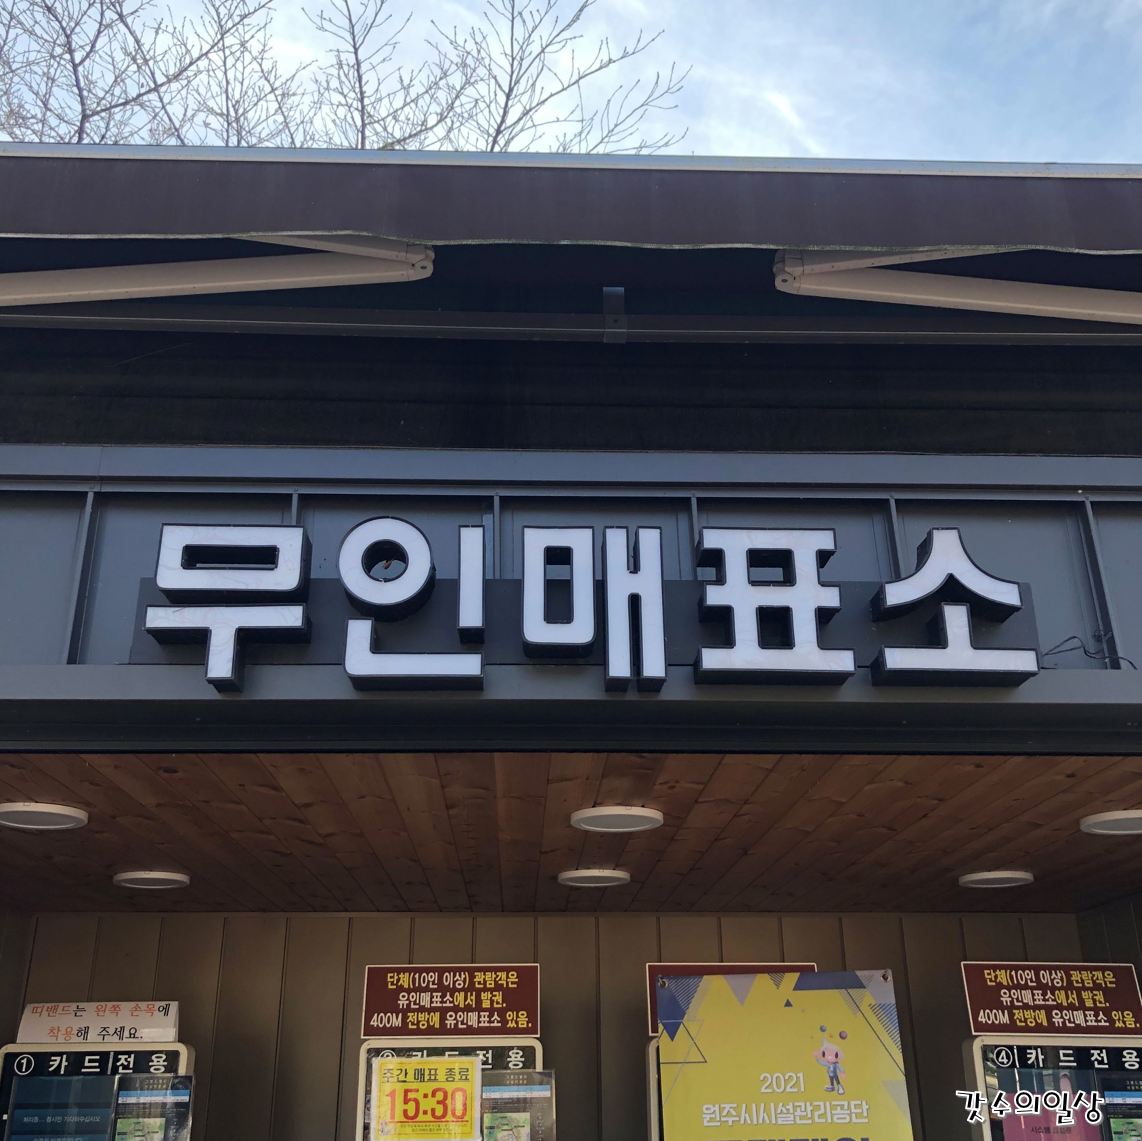 무인매표소
띠밴드는 왼쪽 손목에
착용해 주세요.
① 카드전용
단체(10인 이상) 관람객은
유인매표소에서 발권.
400M 전방에 유인매표소 있음.
카드전용
주간 매표 종료
15:30
2021
원주시시설관리공단
단체(10인 이상) 관람객은
유인매표소에서 발권.
400M 전방에 유인매표소 있음.
④ 카드전용
갓수의일상